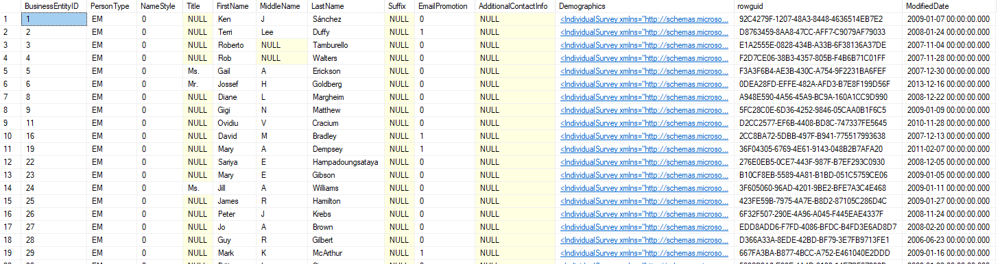 BusinessEntityID PersonType NameStyle Title FirstName MiddleName LastName Suffix EmailPromotion AdditionalContactInfo Demographics rowguid ModifiedDate
1 1 EM 0 NULL Ken J Sánchez NULL 0 NULL <IndividualSurvey xmlns="http://schemas.microso... 92C4279F-1207-48A3-8448-4636514EB7E2 2009-01-07 00:00:00.000
2 2 EM 0 NULL Terri Lee Duffy NULL 1 NULL <IndividualSurvey xmlns="http://schemas.microso... D8763459-8AA8-47CC-AFF7-C9079AF79033 2008-01-24 00:00:00.000
3 3 EM 0 NULL Roberto NULL Tamburello NULL 0 NULL <IndividualSurvey xmlns="http://schemas.microso... E1A2555E-0828-434B-A33B-6F38136A37DE 2007-11-04 00:00:00.000
4 4 EM 0 NULL Rob NULL Walters NULL 0 NULL <IndividualSurvey xmlns="http://schemas.microso... F2D7CE06-38B3-4357-805B-F4B6B71C01FF 2007-11-28 00:00:00.000
5 5 EM 0 Ms. Gail A Erickson NULL 0 NULL <IndividualSurvey xmlns="http://schemas.microso... F3A3F6B4-AE3B-430C-A754-9F2231BA6FEF 2007-12-30 00:00:00.000
6 6 EM 0 Mr. Jossef H Goldberg NULL 0 NULL <IndividualSurvey xmlns="http://schemas.microso... 0DEA28FD-EFFE-482A-AFD3-B7E8F199D56F 2013-12-16 00:00:00.000
7 8 EM 0 NULL Diane L Margheim NULL 0 NULL <IndividualSurvey xmlns="http://schemas.microso... A948E590-4A56-45A9-BC9A-160A1CC9D990 2008-12-22 00:00:00.000
8 9 EM 0 NULL Gigi N Matthew NULL 0 NULL <IndividualSurvey xmlns="http://schemas.microso... 5FC28C0E-6D36-4252-9846-05CAA0B1F6C5 2009-01-09 00:00:00.000
9 11 EM 0 NULL Ovidiu V Cracium NULL 0 NULL <IndividualSurvey xmlns="http://schemas.microso... D2CC2577-EF6B-4408-BD8C-747337FE5645 2010-11-28 00:00:00.000
10 16 EM 0 NULL David M Bradley NULL 1 NULL <IndividualSurvey xmlns="http://schemas.microso... 2CC8BA72-5DBB-497F-B941-775517993638 2007-12-13 00:00:00.000
11 19 EM 0 NULL Mary A Dempsey NULL 1 NULL <IndividualSurvey xmlns="http://schemas.microso... 36F04305-6769-4E61-9143-048B2B7AFA20 2011-02-07 00:00:00.000
12 22 EM 0 NULL Sariya E Harnpadoungsataya NULL 0 NULL <IndividualSurvey xmlns="http://schemas.microso... 276E0EB5-0CE7-443F-987F-B7EF293C0930 2008-12-05 00:00:00.000
13 23 EM 0 NULL Mary E Gibson NULL 0 NULL <IndividualSurvey xmlns="http://schemas.microso... B10CF8EB-5589-4A81-B1BD-051C5759CE06 2009-01-05 00:00:00.000
14 24 EM 0 Ms. Jill A Williams NULL 0 NULL <IndividualSurvey xmlns="http://schemas.microso... 3F605060-96AD-4201-9BE2-BFE7A3C4E468 2009-01-11 00:00:00.000
15 25 EM 0 NULL James R Hamilton NULL 0 NULL <IndividualSurvey xmlns="http://schemas.microso... 423FE59B-7975-4A7E-B8D2-87105C286D4C 2009-01-27 00:00:00.000
16 26 EM 0 NULL Peter J Krebs NULL 0 NULL <IndividualSurvey xmlns="http://schemas.microso... 6F32F507-290E-4A96-A045-F445EAE4337F 2008-11-24 00:00:00.000
17 27 EM 0 NULL Jo A Brown NULL 0 NULL <IndividualSurvey xmlns="http://schemas.microso... EDD8ADD6-F7FD-4086-BFDC-B4FD3E6AD8D7 2008-02-20 00:00:00.000
18 28 EM 0 NULL Guy R Gilbert NULL 0 NULL <IndividualSurvey xmlns="http://schemas.microso... D366A33A-8EDE-42BD-BF79-3E7FB9713FE1 2006-06-23 00:00:00.000
19 29 EM 0 NULL Mark K McArthur NULL 1 NULL <IndividualSurvey xmlns="http://schemas.microso... 667FA3BA-B877-4BCC-A752-E461040E2DDD 2009-01-16 00:00:00.000